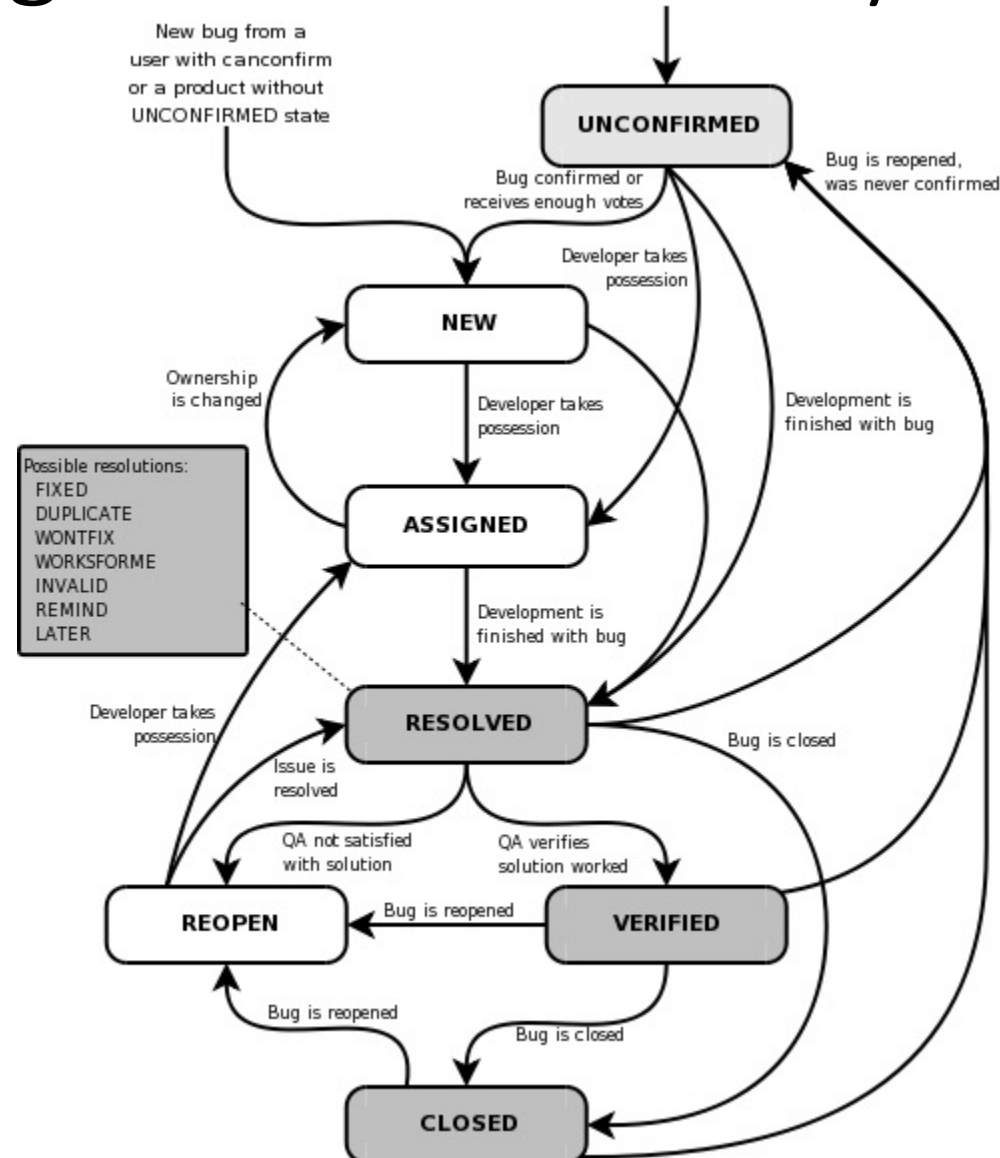 New bug from a
user with canconfirm
or a product without
UNCONFIRMED state
UNCONFIRMED
Bug is reopened,
was never confirmed
Bug confirmed or
receives enough votes
Developer takes
possession
NEW
Ownership
is changed
Developer takes
possession
Development is
finished with bug
Possible resolutions:
FIXED
DUPLICATE
WONTFIX
WORKSFORME
INVALID
REMIND
LATER
ASSIGNED
Development is
finished with bug
Developer takes
possession
RESOLVED
Bug is closed
Issue is
resolved
QA not satisfied
with solution
QA verifies
solution worked
REOPEN
Bug is reopened
VERIFIED
Bug is reopened
Bug is closed
CLOSED